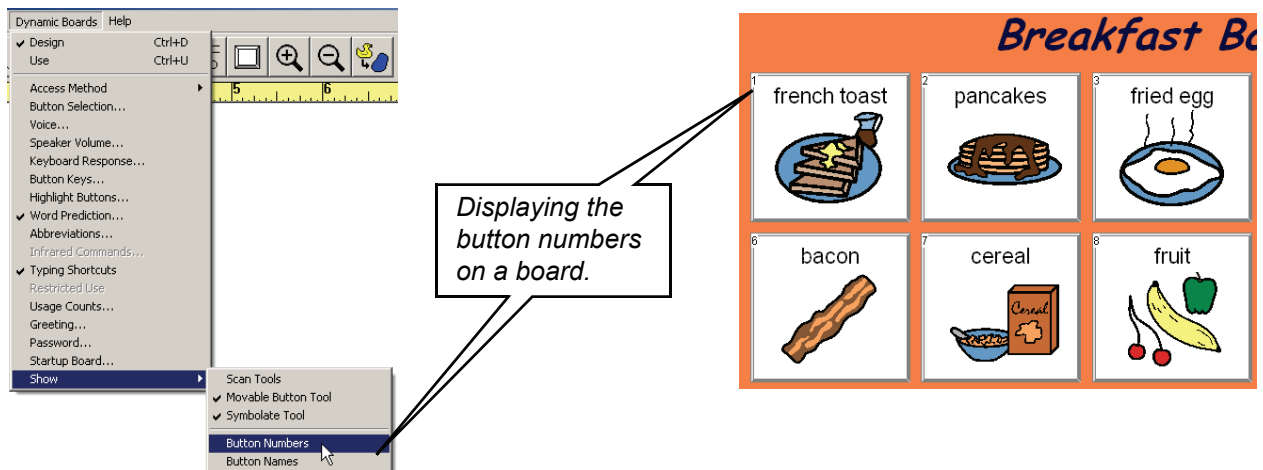 Dynamic Boards Help
Design Ctrl+D
Use Ctrl+U
Access Method
Button Selection...
Voice...
Speaker Volume...
Keyboard Response...
Button Keys...
Highlight Buttons...
Word Prediction...
Abbreviations...
Infrared Commands...
Typing Shortcuts
Restricted Use
Usage Counts...
Greeting...
Password...
Startup Board...
Show
Scan Tools
Movable Button Tool
Symbolate Tool
Button Numbers
Button Names
5 6
Displaying the
button numbers
on a board.
Breakfast Bo
1 french toast
2 pancakes
3 fried egg
6 bacon
7 cereal
Cereal
8 fruit